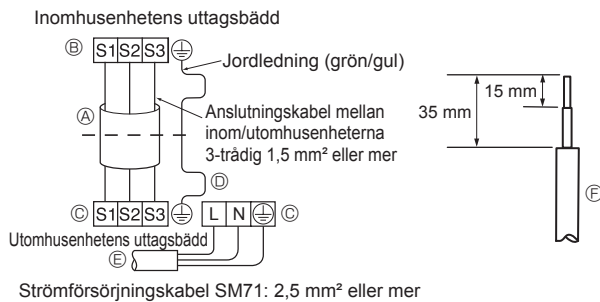 Inomhusenhetens uttagsbädd
Ⓑ S1 S2 S3
Jordledning (grön/gul)
Ⓐ
Anslutningskabel mellan
inom/utomhusenheterna
3-trådig 1,5 mm² eller mer
Ⓓ
Ⓒ S1 S2 S3 L N Ⓒ
Utomhusenhetens uttagsbädd
Ⓔ
Strömförsörjningskabel SM71: 2,5 mm² eller mer
15 mm
35 mm
Ⓕ